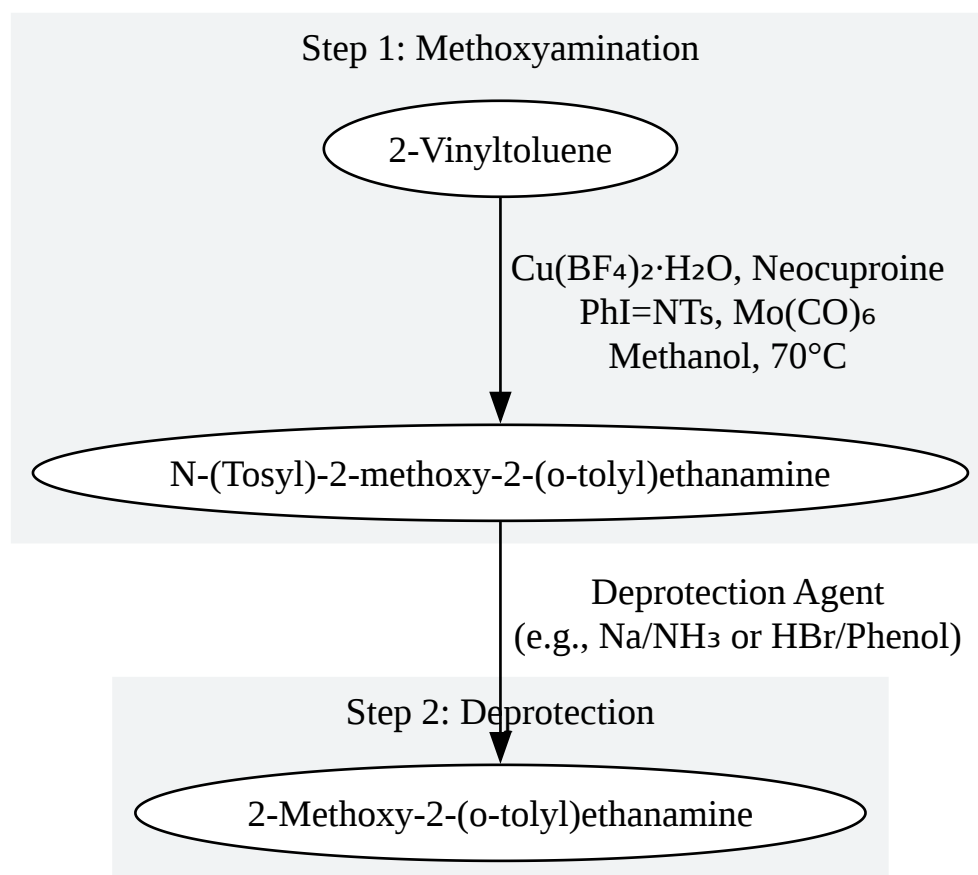 Step 1: Methoxyamination
2-Vinyltoluene
Cu(BF₄)₂·H₂O, Neocuproine
PhI=NTs, Mo(CO)₆
Methanol, 70°C
N-(Tosyl)-2-methoxy-2-(o-tolyl)ethanamine
Deprotection Agent
(e.g., Na/NH₃ or HBr/Phenol)
Step 2: Deprotection
2-Methoxy-2-(o-tolyl)ethanamine